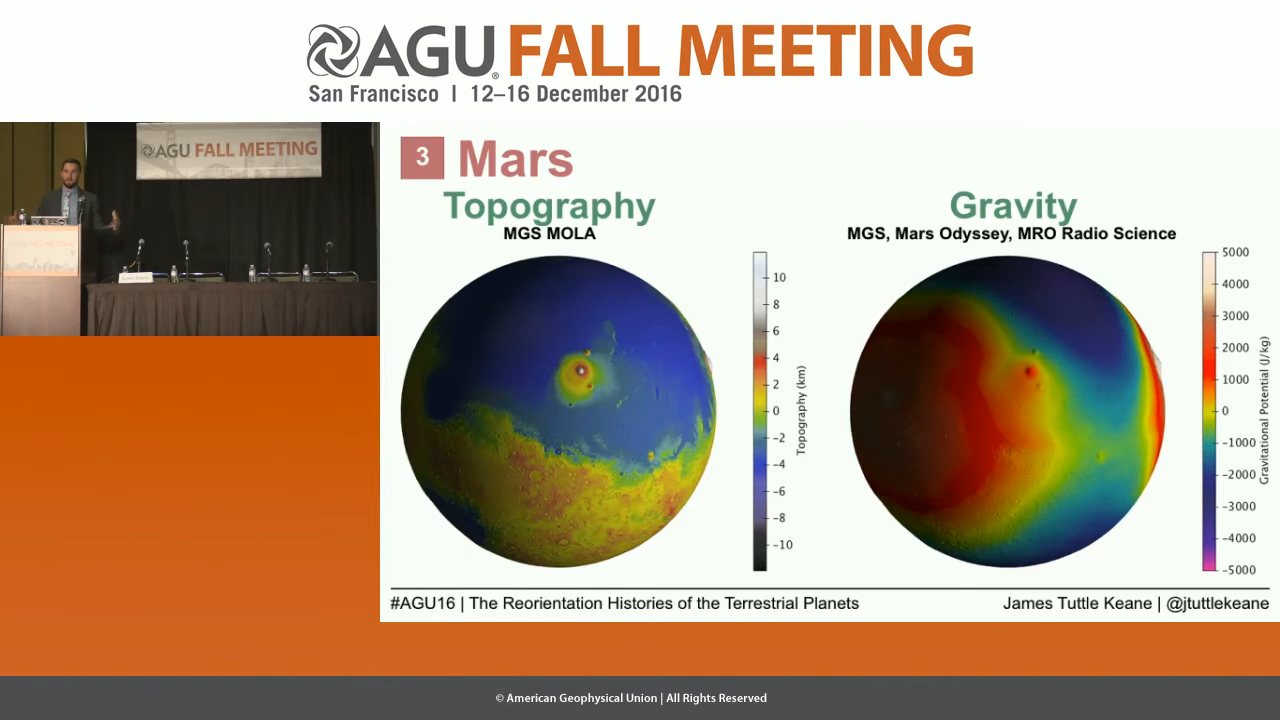 AGU FALL MEETING
San Francisco | 12–16 December 2016
AGU FALL MEETING
3 Mars
Topography
MGS MOLA
10
8
6
4
2
0
−2
−4
−6
−8
−10
Topography (km)
Gravity
MGS, Mars Odyssey, MRO Radio Science
5000
4000
3000
2000
1000
0
−1000
−2000
−3000
−4000
−5000
Gravitational Potential (J/kg)
#AGU16 | The Reorientation Histories of the Terrestrial Planets
James Tuttle Keane | @jtuttlekeane
© American Geophysical Union | All Rights Reserved